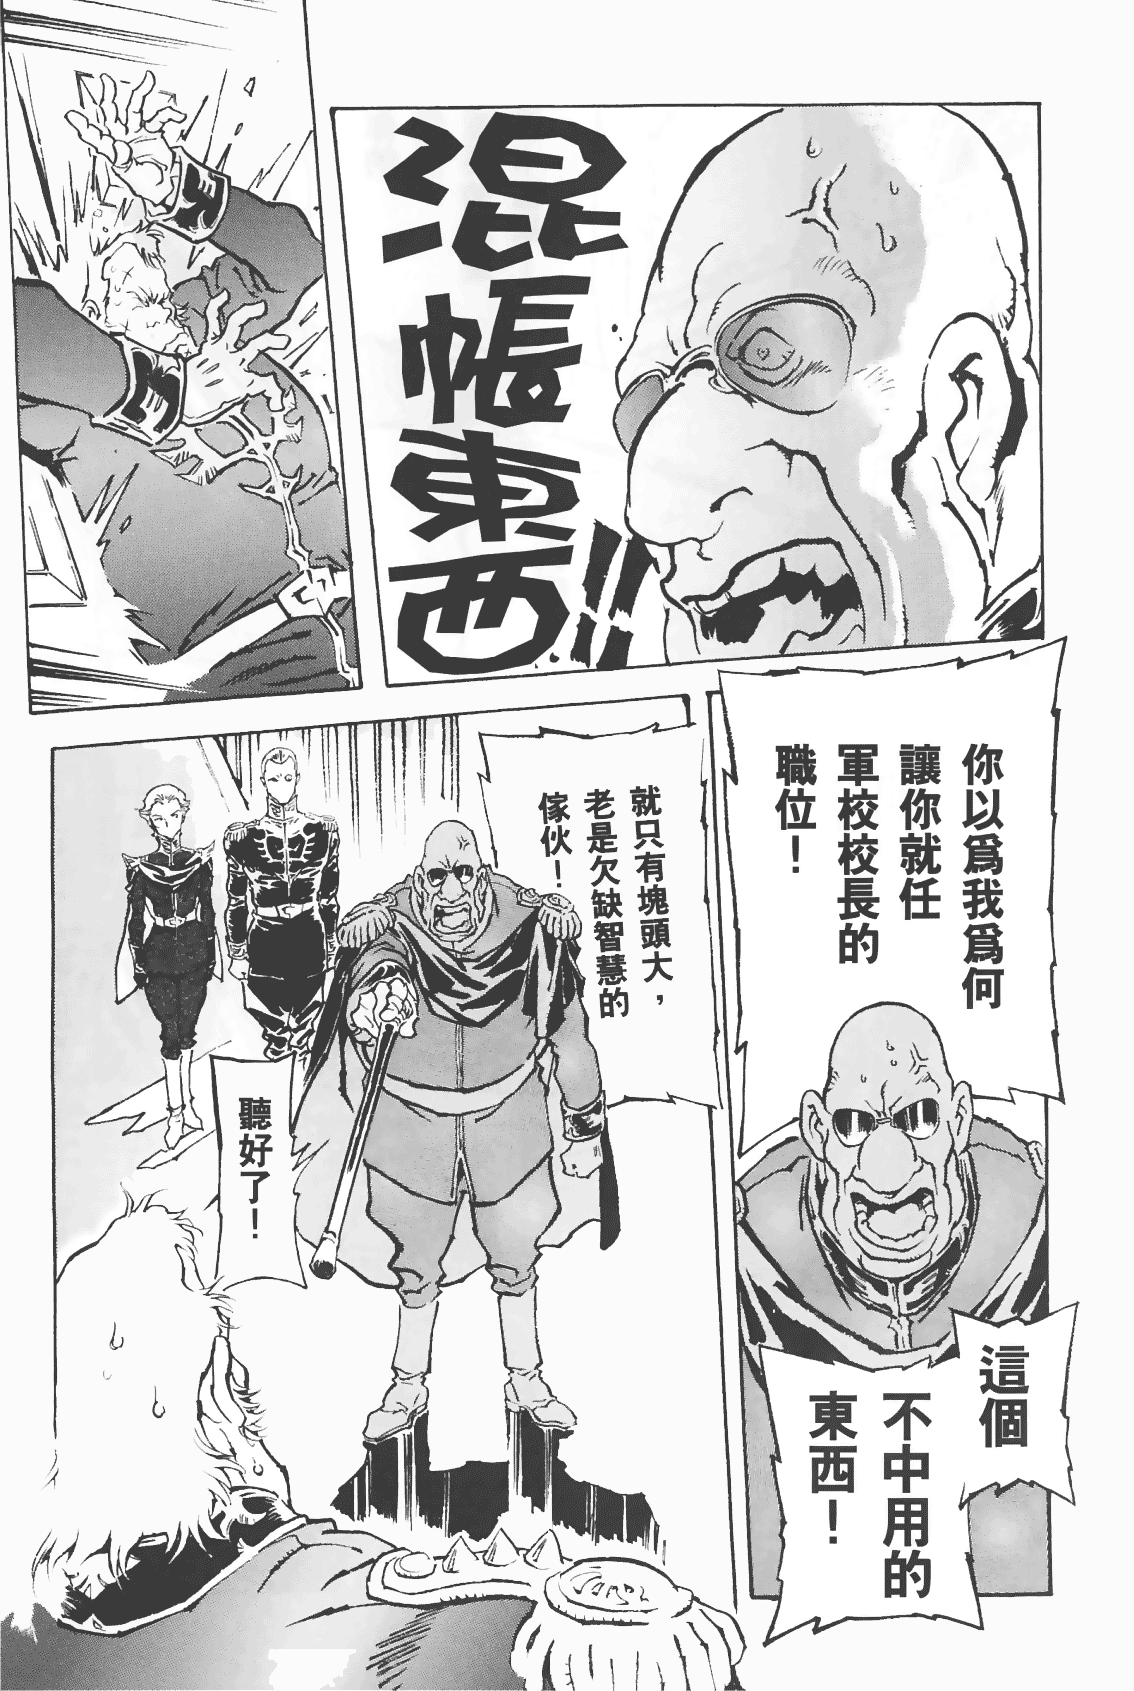 混帳東西!!
你以爲我爲何
讓你就任
軍校校長的
職位！
這個
不中用的
東西！
就只有塊頭大，
老是欠缺智慧的
傢伙！
聽好了！